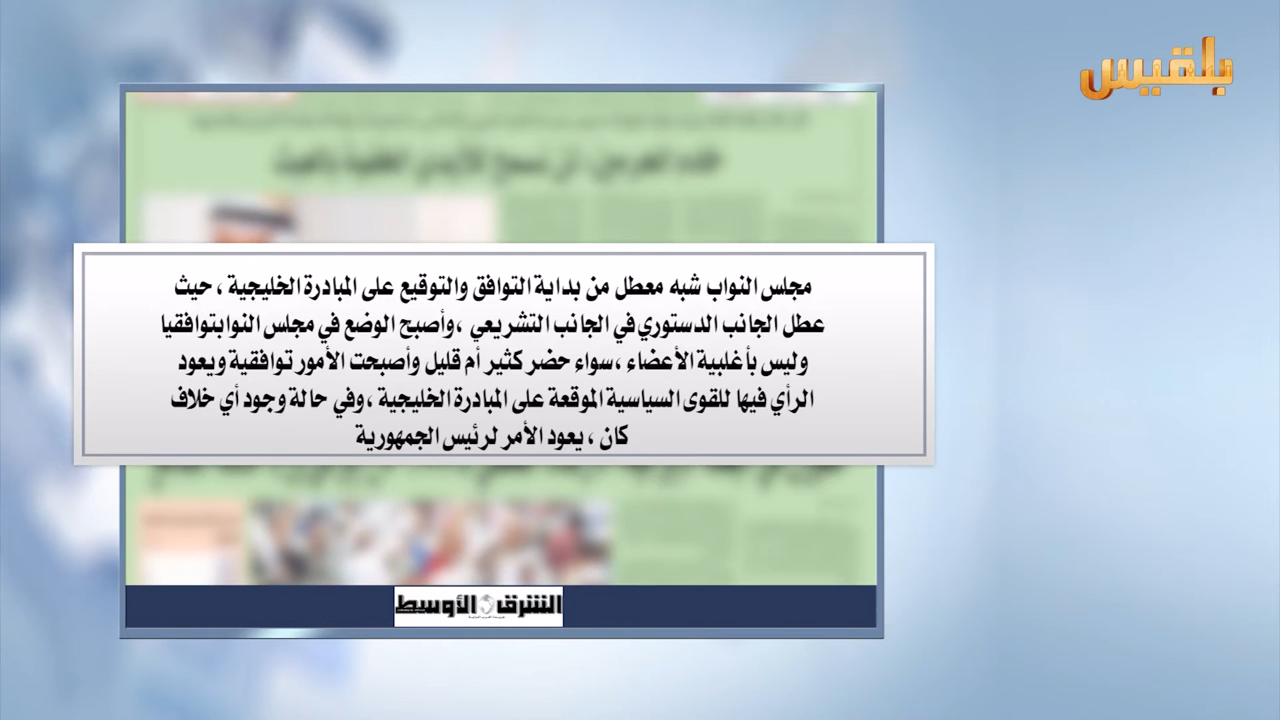 بلقيس
مجلس النواب شبه معطل من بداية التوافق والتوقيع على المبادرة الخليجية ، حيث
عطل الجانب الدستوري في الجانب التشريعي ،وأصبح الوضع في مجلس النوابتوافقيا
وليس بأغلبية الأعضاء ،سواء حضر كثير أم قليل وأصبحت الأمور توافقية ويعود
الرأي فيها للقوى السياسية الموقعة على المبادرة الخليجية ،وفي حالة وجود أي خلاف
كان ، يعود الأمر لرئيس الجمهورية
الشرق الأوسط